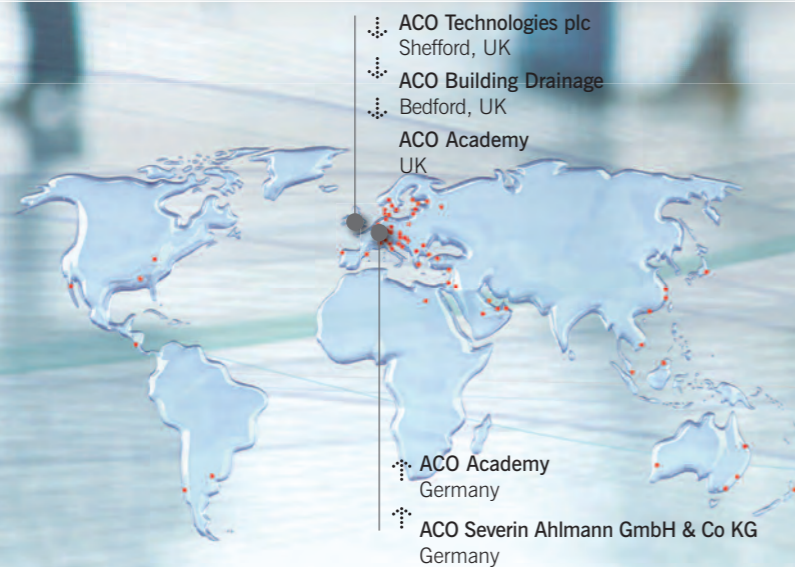 ACO Technologies plc
Shefford, UK
ACO Building Drainage
Bedford, UK
ACO Academy
UK
ACO Academy
Germany
ACO Severin Ahlmann GmbH & Co KG
Germany